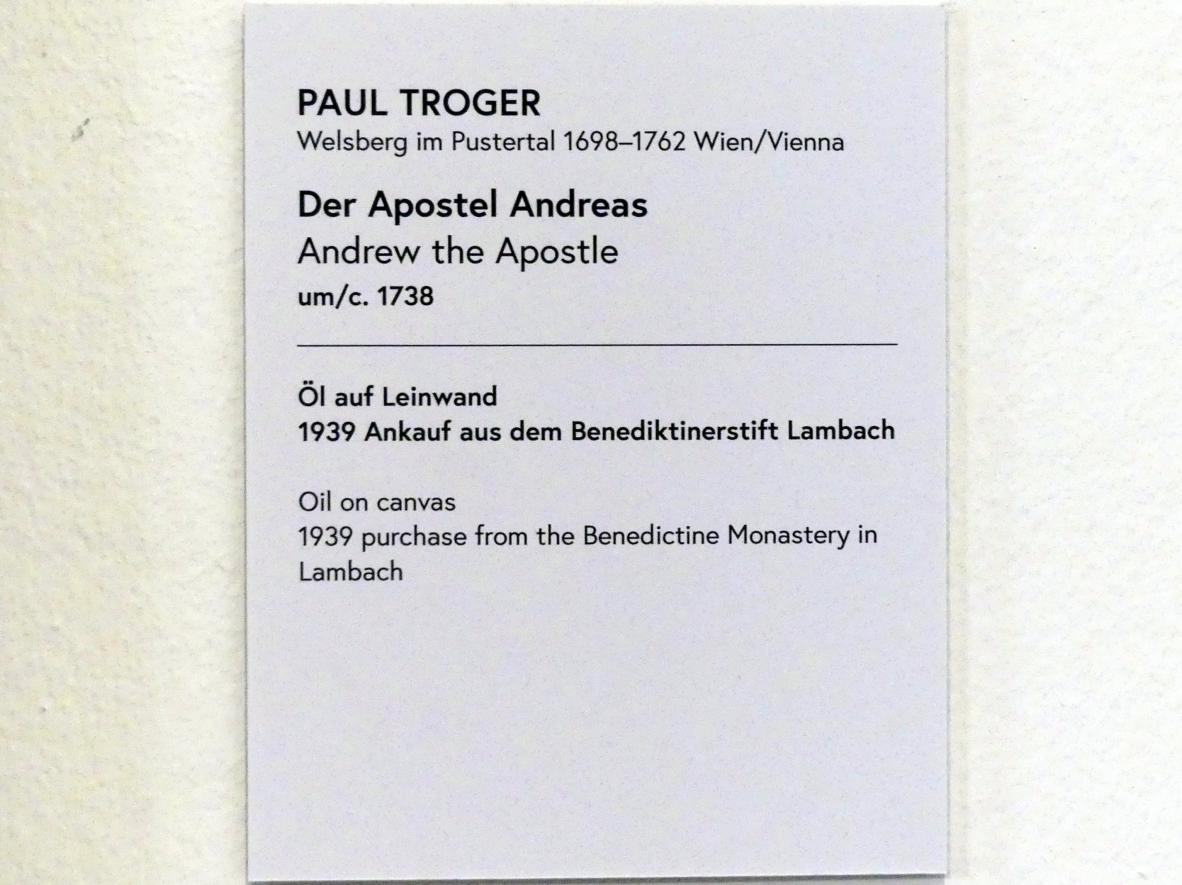 PAUL TROGER
Welsberg im Pustertal 1698–1762 Wien/Vienna
Der Apostel Andreas
Andrew the Apostle
um/c. 1738
Öl auf Leinwand
1939 Ankauf aus dem Benediktinerstift Lambach
Oil on canvas
1939 purchase from the Benedictine Monastery in
Lambach